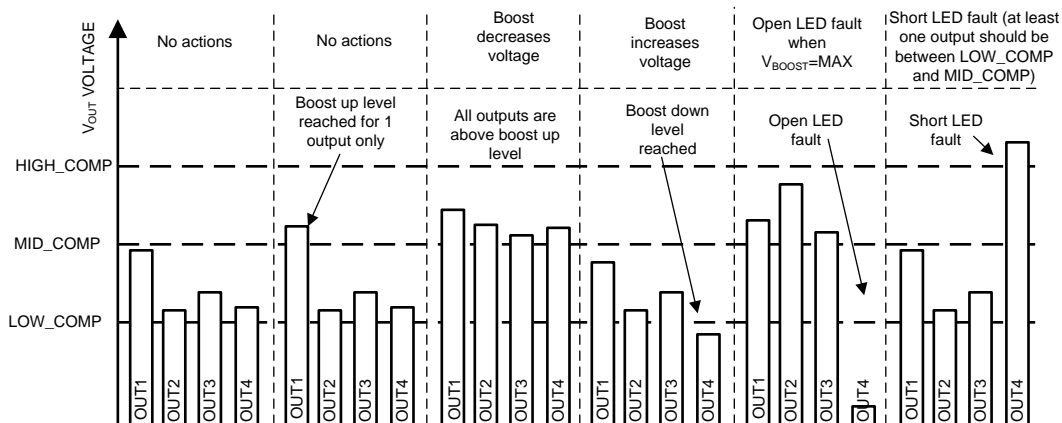 V_OUT VOLTAGE
No actions
No actions
Boost
decreases
voltage
Boost
increases
voltage
Open LED fault
when
V_BOOST=MAX
Short LED fault (at least
one output should be
between LOW_COMP
and MID_COMP)
Boost up level
reached for 1
output only
All outputs are
above boost up
level
Boost down
level
reached
Open LED
fault
Short LED
fault
HIGH_COMP
MID_COMP
LOW_COMP
OUT1
OUT2
OUT3
OUT4
OUT1
OUT2
OUT3
OUT4
OUT1
OUT2
OUT3
OUT4
OUT1
OUT2
OUT3
OUT4
OUT1
OUT2
OUT3
OUT4
OUT1
OUT2
OUT3
OUT4